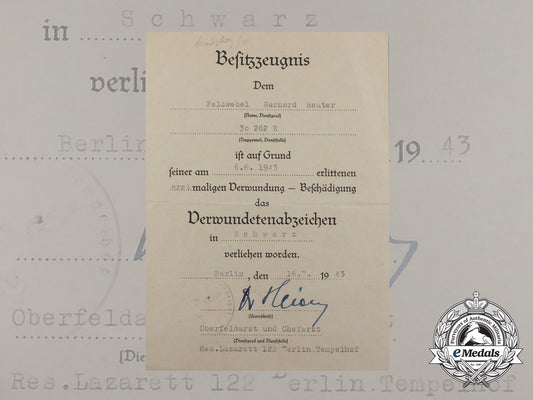 Besitzzeugnis
Dem
Feldwebel Gerhard Reuter
(Name, Dienstgrad)
30 262 E
(Truppenteil, Dienststelle)
ist auf Grund
seiner am 6.6. 1943 erlittenen
maligen Verwundung – Beschädigung
das
Verwundetenabzeichen
in Schwarz
verliehen worden.
Berlin, den 16.7. 1943
(Unterschrift)
Oberfeldarzt und Chefarzt
(Dienstgrad und Dienststelle)
Res. Lazarett 122 Berlin.Tempelhof
in Schwarz
verli
Berlin
19 43
Oberfelda
(Die
Res. Lazarett 122 Berlin.Tempelhof
eMedals